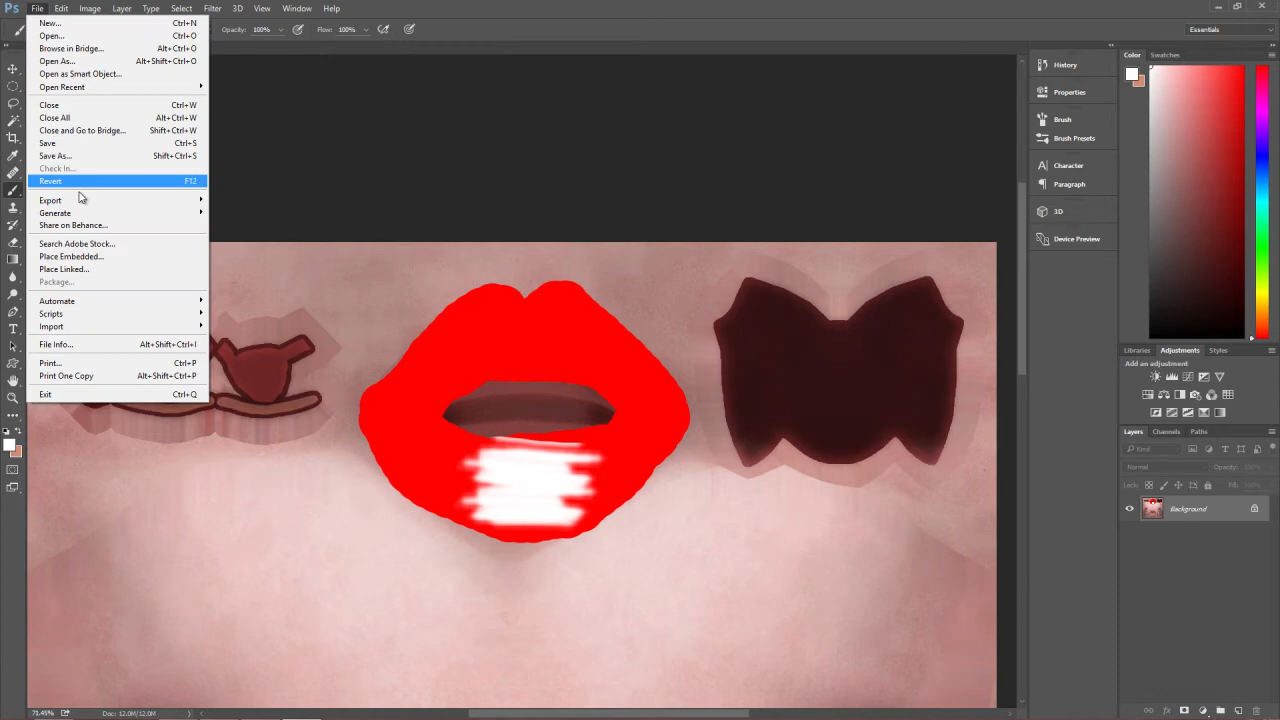 Ps File Edit Image Layer Type Select Filter 3D View Window Help
Opacity: 100% Flow: 100% Essentials
New... Ctrl+N
Open... Ctrl+O
Browse in Bridge... Alt+Ctrl+O
Open As... Alt+Shift+Ctrl+O
Open as Smart Object...
Open Recent
Close Ctrl+W
Close All Alt+Ctrl+W
Close and Go to Bridge... Shift+Ctrl+W
Save Ctrl+S
Save As... Shift+Ctrl+S
Check In...
Revert F12
Export
Generate
Share on Behance...
Search Adobe Stock...
Place Embedded...
Place Linked...
Package...
Automate
Scripts
Import
File Info... Alt+Shift+Ctrl+I
Print... Ctrl+P
Print One Copy Alt+Shift+Ctrl+P
Exit Ctrl+Q
History
Properties
Brush
Brush Presets
Character
Paragraph
3D
Device Preview
Color Swatches
Libraries Adjustments Styles
Add an adjustment
Layers Channels Paths
Kind
Normal Opacity: 100%
Lock: Fill: 100%
Background
71.45% Doc: 12.0M/12.0M